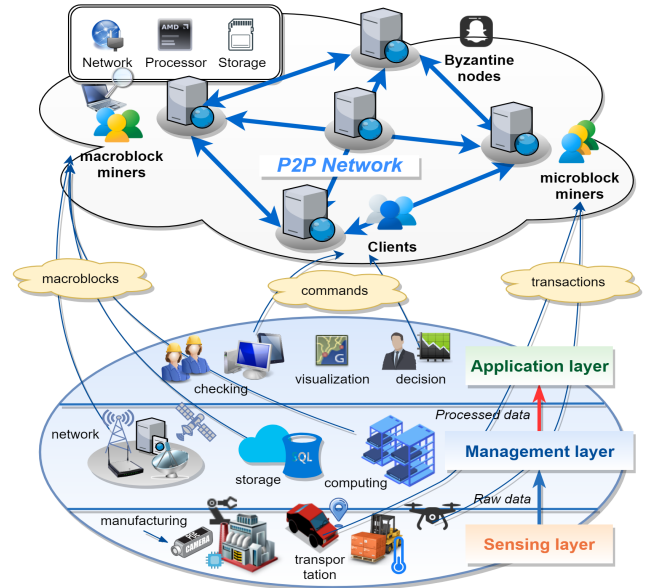 AMD
Network
Processor
Storage
Byzantine
nodes
macroblock
miners
P2P Network
microblock
miners
Clients
macroblocks
commands
transactions
checking
visualization
G
decision
Application layer
Processed data
network
storage
SQL
computing
Management layer
Raw data
manufacturing
CAMERA
transpor
tation
Sensing layer